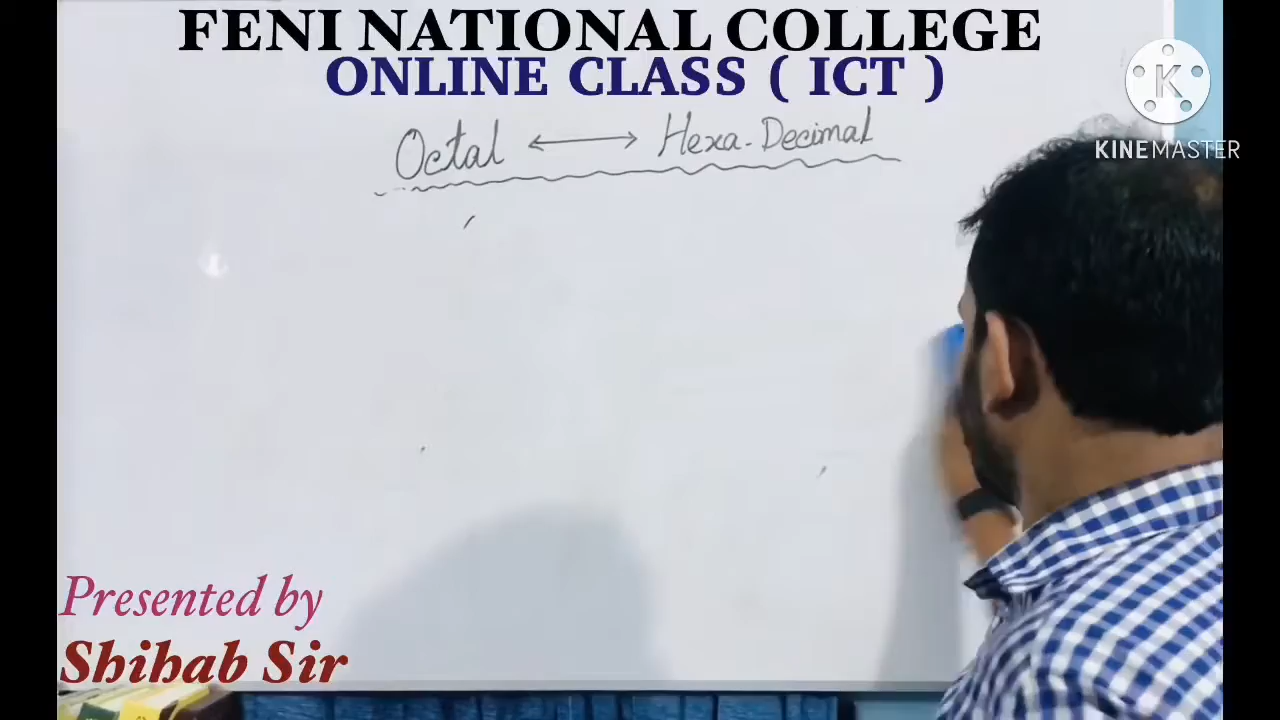 FENI NATIONAL COLLEGE
ONLINE CLASS ( ICT )
K
KINEMASTER
Octal ⟷ Hexa-Decimal
Presented by
Shihab Sir